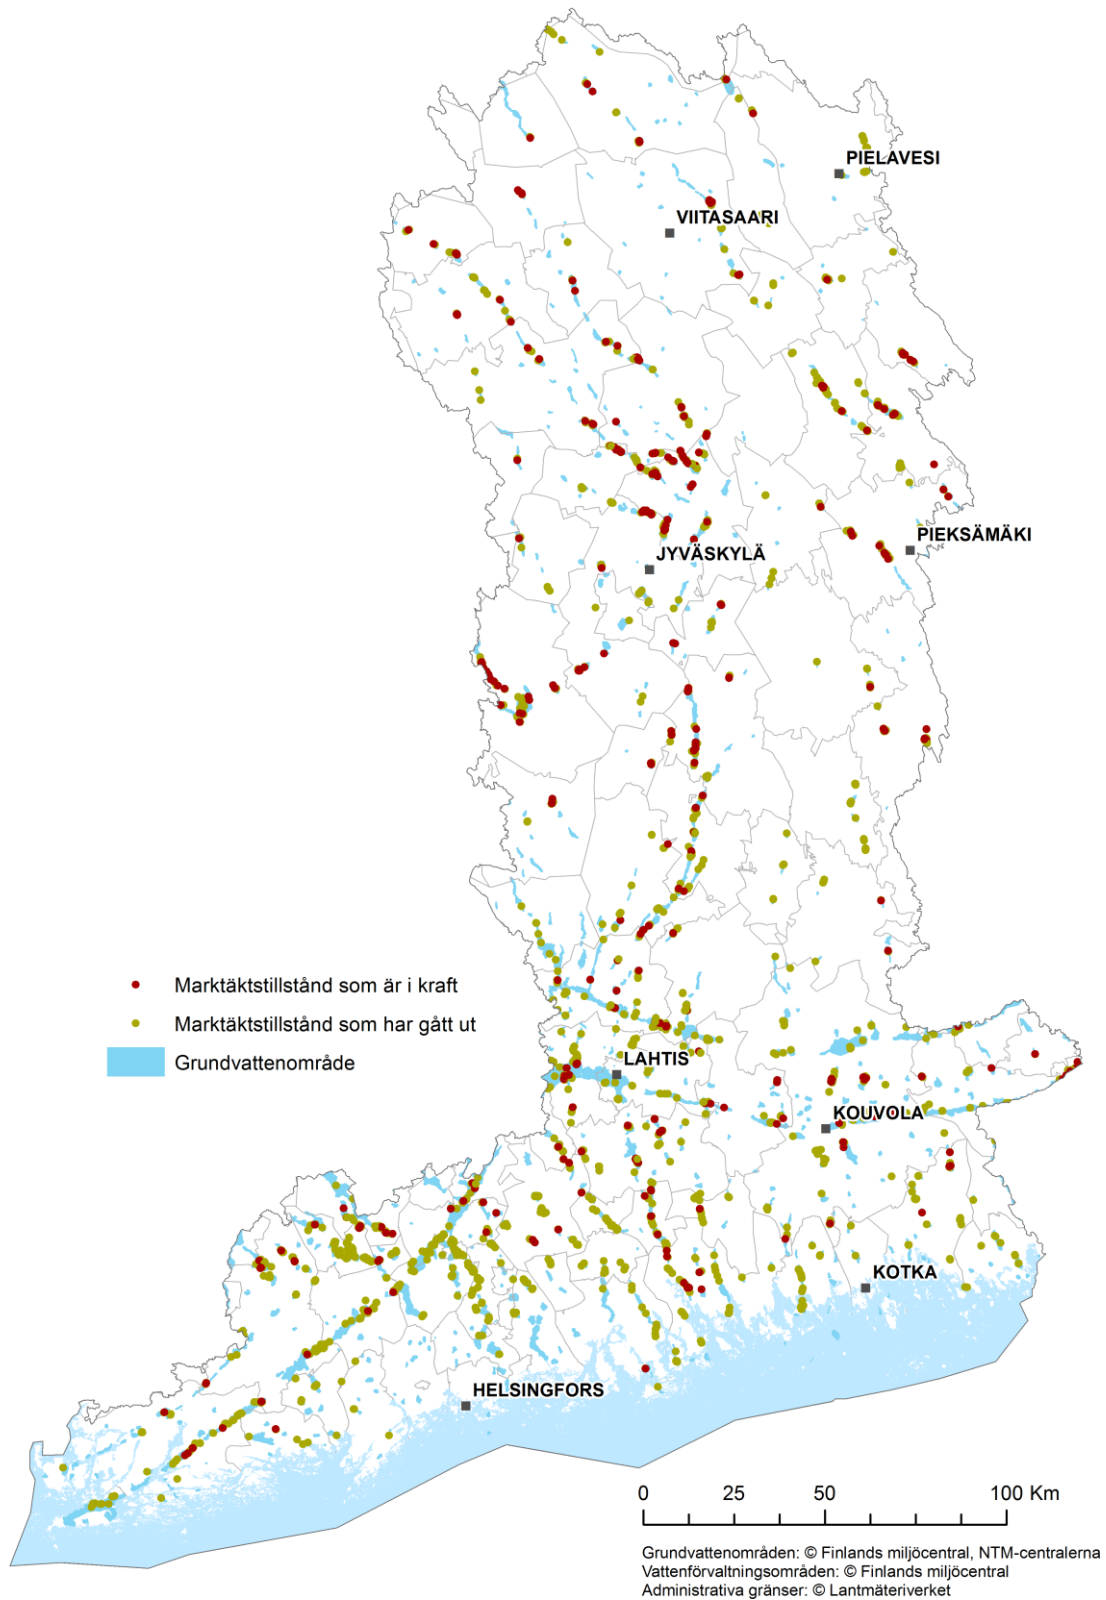 PIELAVESI
VIITASAARI
PIEKSÄMÄKI
JYVÄSKYLÄ
Marktäktstillstånd som är i kraft
Marktäktstillstånd som har gått ut
Grundvattenområde
LAHTIS
KOUVOLA
KOTKA
HELSINGFORS
0 25 50 100 Km
Grundvattenområden: © Finlands miljöcentral, NTM-centralerna
Vattenförvaltningsområden: © Finlands miljöcentral
Administrativa gränser: © Lantmäteriverket